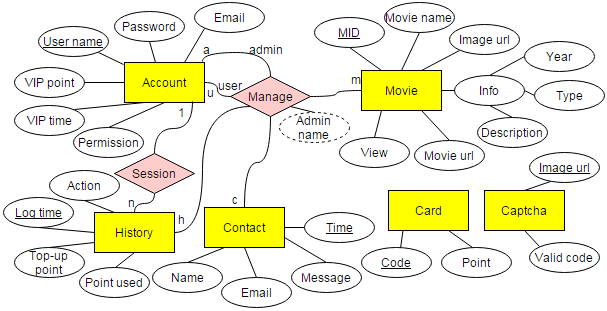 Email
Movie name
Password
MID
User name
a
admin
Image url
Year
VIP point
Account
u
user
Manage
m
Movie
Info
Type
VIP time
1
Admin
name
Description
Permission
View
Movie url
Session
Image url
Action
n
c
Log time
History
h
Contact
Time
Card
Captcha
Top-up
point
Point used
Name
Email
Message
Code
Point
Valid code